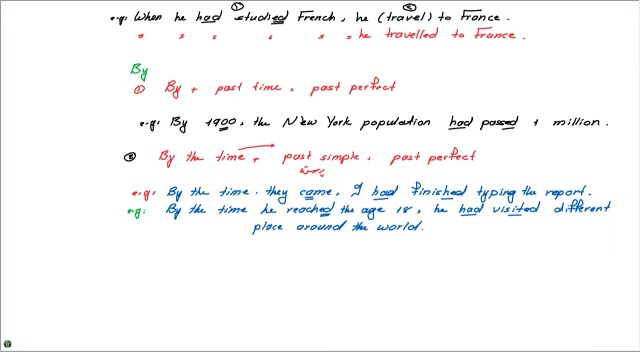 ① ②
e.g: When he had studied French, he (travel) to France.
" " " " " " he travelled to France.
By
① By + past time, past perfect
e.g: By 1900, the New York population had passed 1 million.
② By the time + past simple, past perfect
e.g: By the time they came, I had finished typing the report.
e.g: By the time he reached the age 18, he had visited different
place around the world.